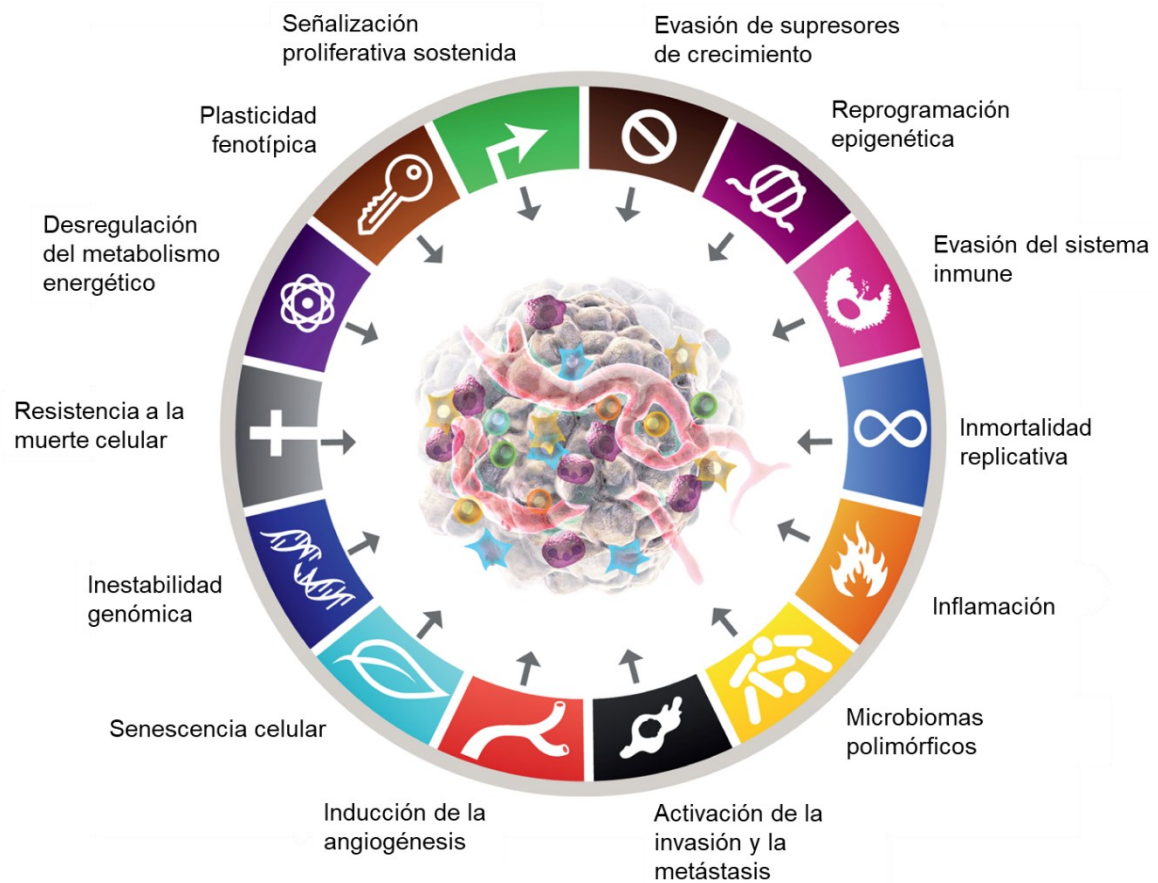 Señalización
proliferativa sostenida
Evasión de supresores
de crecimiento
Plasticidad
fenotípica
Reprogramación
epigenética
Desregulación
del metabolismo
energético
Evasión del sistema
inmune
Resistencia a la
muerte celular
Inmortalidad
replicativa
Inestabilidad
genómica
Inflamación
Senescencia celular
Microbiomas
polimórficos
Inducción de la
angiogénesis
Activación de la
invasión y la
metástasis